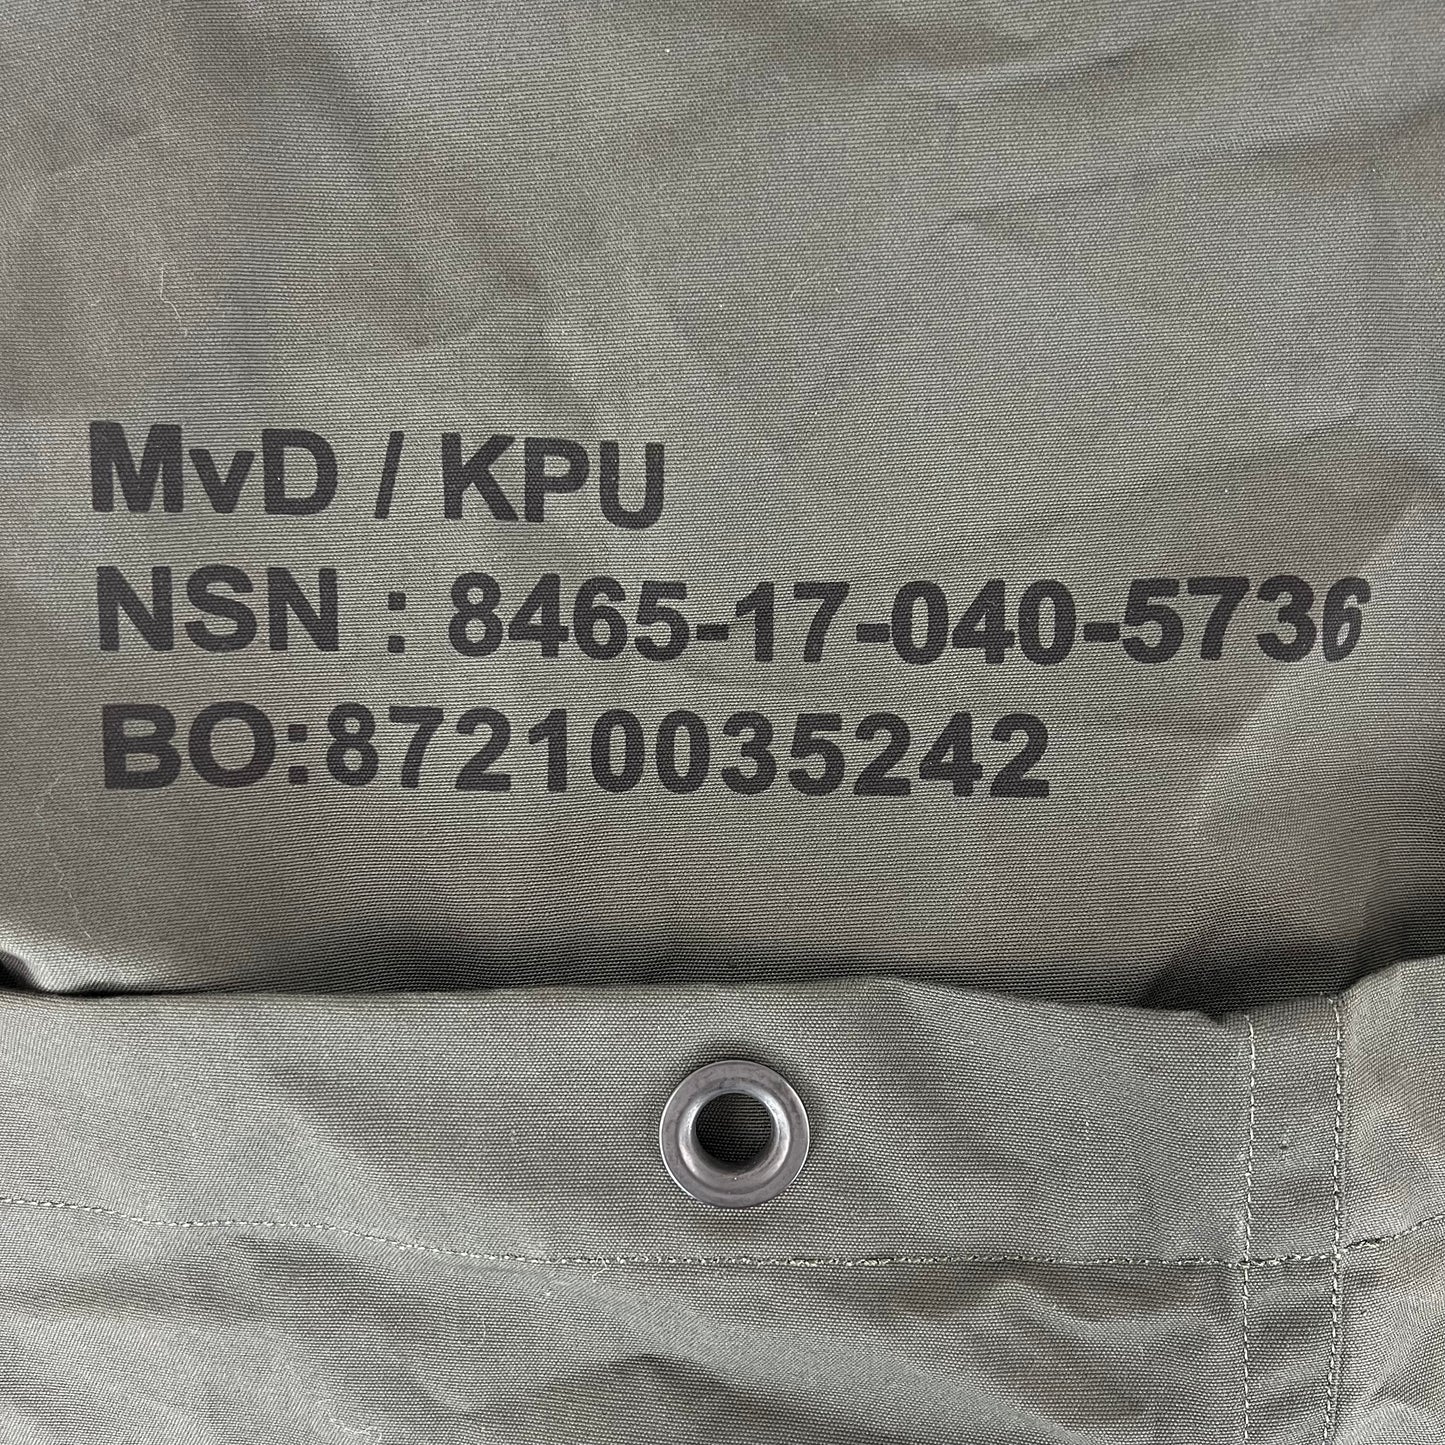 MvD / KPU
NSN : 8465-17-040-5736
BO:87210035242